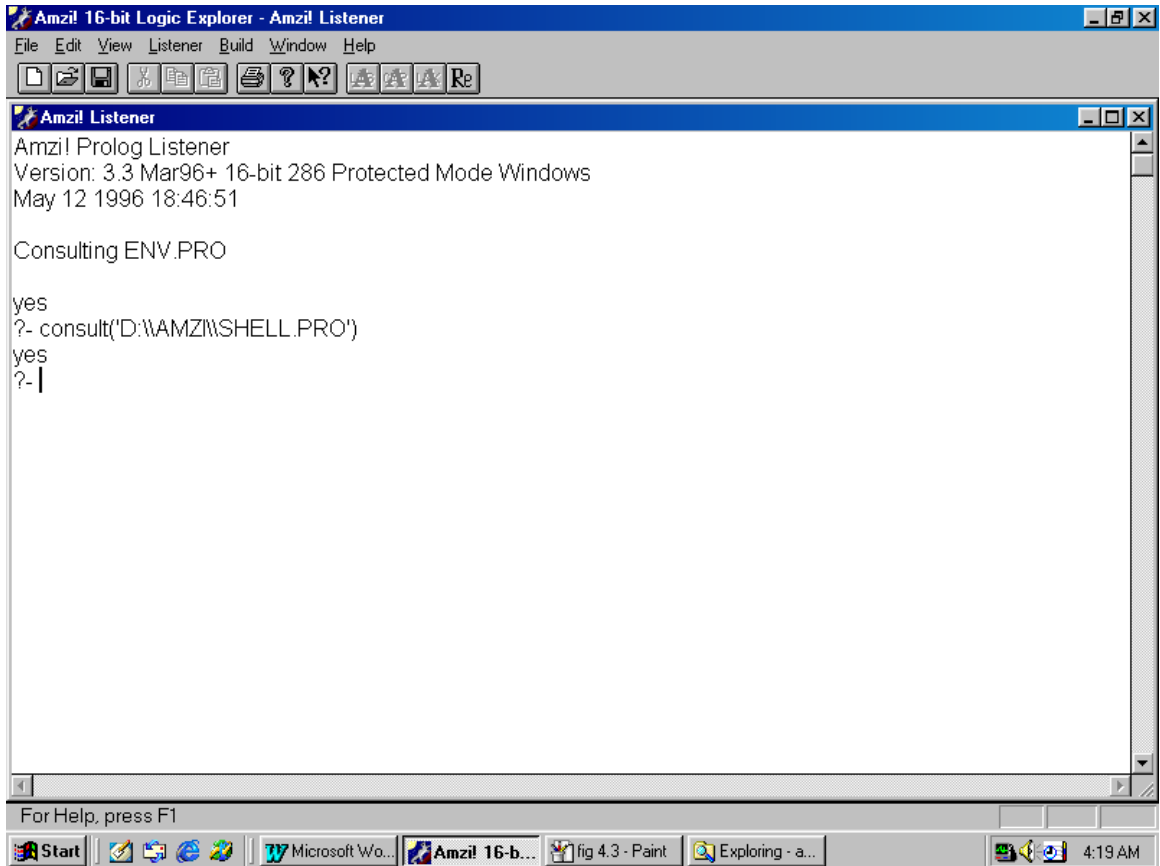 Amzi! 16-bit Logic Explorer - Amzi! Listener
File Edit View Listener Build Window Help
Re
Amzi! Listener
Amzi! Prolog Listener
Version: 3.3 Mar96+ 16-bit 286 Protected Mode Windows
May 12 1996 18:46:51
Consulting ENV.PRO
yes
?- consult('D:\\AMZI\\SHELL.PRO')
yes
?-
For Help, press F1
Start Microsoft Wo... Amzi! 16-b... fig 4.3 - Paint Exploring - a... 4:19 AM